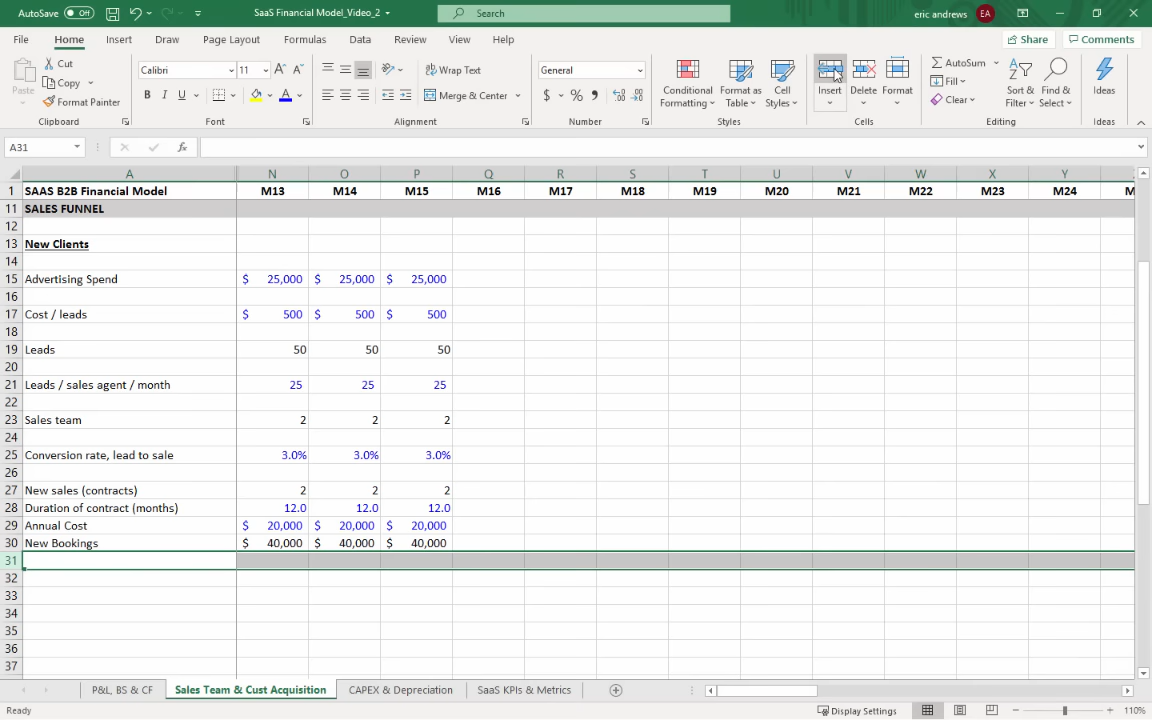 AutoSave Off SaaS Financial Model_Video_2 Search eric andrews EA
File Home Insert Draw Page Layout Formulas Data Review View Help Share Comments
Paste Cut Copy Format Painter Clipboard
Calibri 11 A A B I U A Font
Wrap Text Merge & Center Alignment
General $ % 9 Number
Conditional Formatting Format as Table Cell Styles Styles
Insert Delete Format Cells
AutoSum Fill Clear Sort & Filter Find & Select Editing
Ideas Ideas
A31 fx
A N O P Q R S T U V W X Y
1 SAAS B2B Financial Model M13 M14 M15 M16 M17 M18 M19 M20 M21 M22 M23 M24 M
11 SALES FUNNEL
12
13 New Clients
14
15 Advertising Spend $ 25,000 $ 25,000 $ 25,000
16
17 Cost / leads $ 500 $ 500 $ 500
18
19 Leads 50 50 50
20
21 Leads / sales agent / month 25 25 25
22
23 Sales team 2 2 2
24
25 Conversion rate, lead to sale 3.0% 3.0% 3.0%
26
27 New sales (contracts) 2 2 2
28 Duration of contract (months) 12.0 12.0 12.0
29 Annual Cost $ 20,000 $ 20,000 $ 20,000
30 New Bookings $ 40,000 $ 40,000 $ 40,000
31
32
33
34
35
36
37
P&L, BS & CF Sales Team & Cust Acquisition CAPEX & Depreciation SaaS KPIs & Metrics
Ready Display Settings 110%